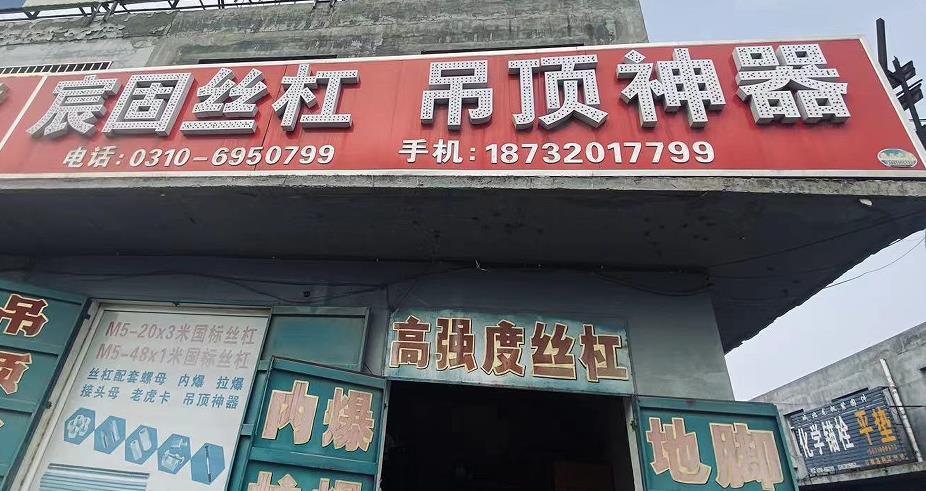 宸固丝杠 吊顶神器
电话:0310-6950799 手机:18732017799
高强度丝杠
吊顶
M5-20x3米国标丝杠
M5-48x1米国标丝杠
丝杠配套螺母 内爆 拉爆
接头母 老虎卡 吊顶神器
内爆
地脚
化学锚栓 平垫